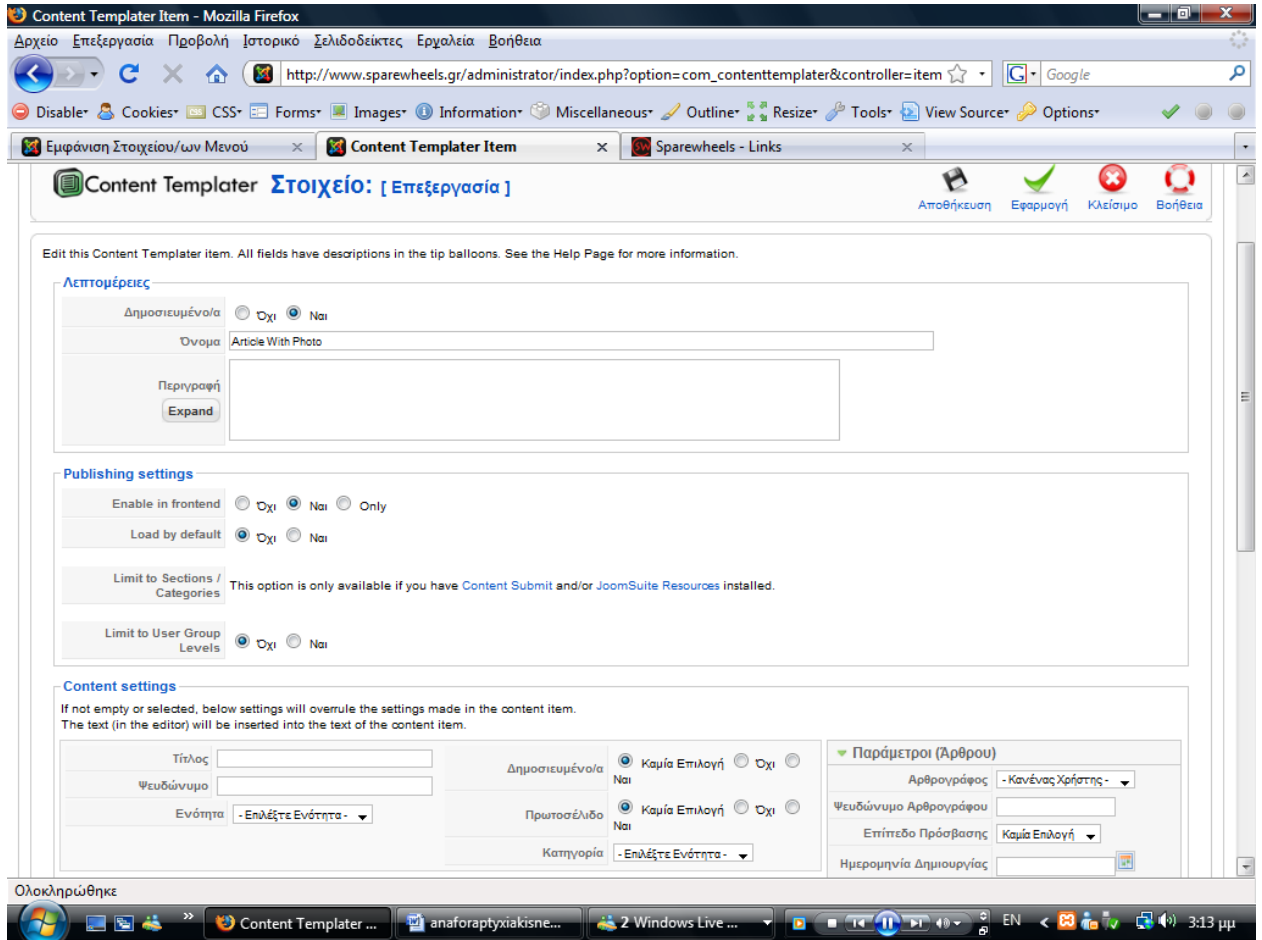 Content Templater Item - Mozilla Firefox
Αρχείο Επεξεργασία Προβολή Ιστορικό Σελιδοδείκτες Εργαλεία Βοήθεια
http://www.sparewheels.gr/administrator/index.php?option=com_contenttemplater&controller=item Google
Disable Cookies CSS Forms Images Information Miscellaneous Outline Resize Tools View Source Options
Εμφάνιση Στοιχείου/ων Μενού Content Templater Item Sparewheels - Links
Content Templater Στοιχείο: [ Επεξεργασία ]
Αποθήκευση Εφαρμογή Κλείσιμο Βοήθεια
Edit this Content Templater item. All fields have descriptions in the tip balloons. See the Help Page for more information.
Λεπτομέρειες
Δημοσιευμένο/α Όχι Ναι
Όνομα Article With Photo
Περιγραφή
Expand
Publishing settings
Enable in frontend Όχι Ναι Only
Load by default Όχι Ναι
Limit to Sections / Categories This option is only available if you have Content Submit and/or JoomSuite Resources installed.
Limit to User Group Levels Όχι Ναι
Content settings
If not empty or selected, below settings will overrule the settings made in the content item.
The text (in the editor) will be inserted into the text of the content item.
Τίτλος
Ψευδώνυμο
Ενότητα - Επιλέξτε Ενότητα -
Δημοσιευμένο/α Καμία Επιλογή Όχι Ναι
Πρωτοσέλιδο Καμία Επιλογή Όχι Ναι
Κατηγορία - Επιλέξτε Ενότητα -
Παράμετροι (Άρθρου)
Αρθρογράφος - Κανένας Χρήστης -
Ψευδώνυμο Αρθρογράφου
Επίπεδο Πρόσβασης Καμία Επιλογή
Ημερομηνία Δημιουργίας
Ολοκληρώθηκε
Content Templater ... anaforaptyxiakisne... 2 Windows Live ... EN 3:13 μμ